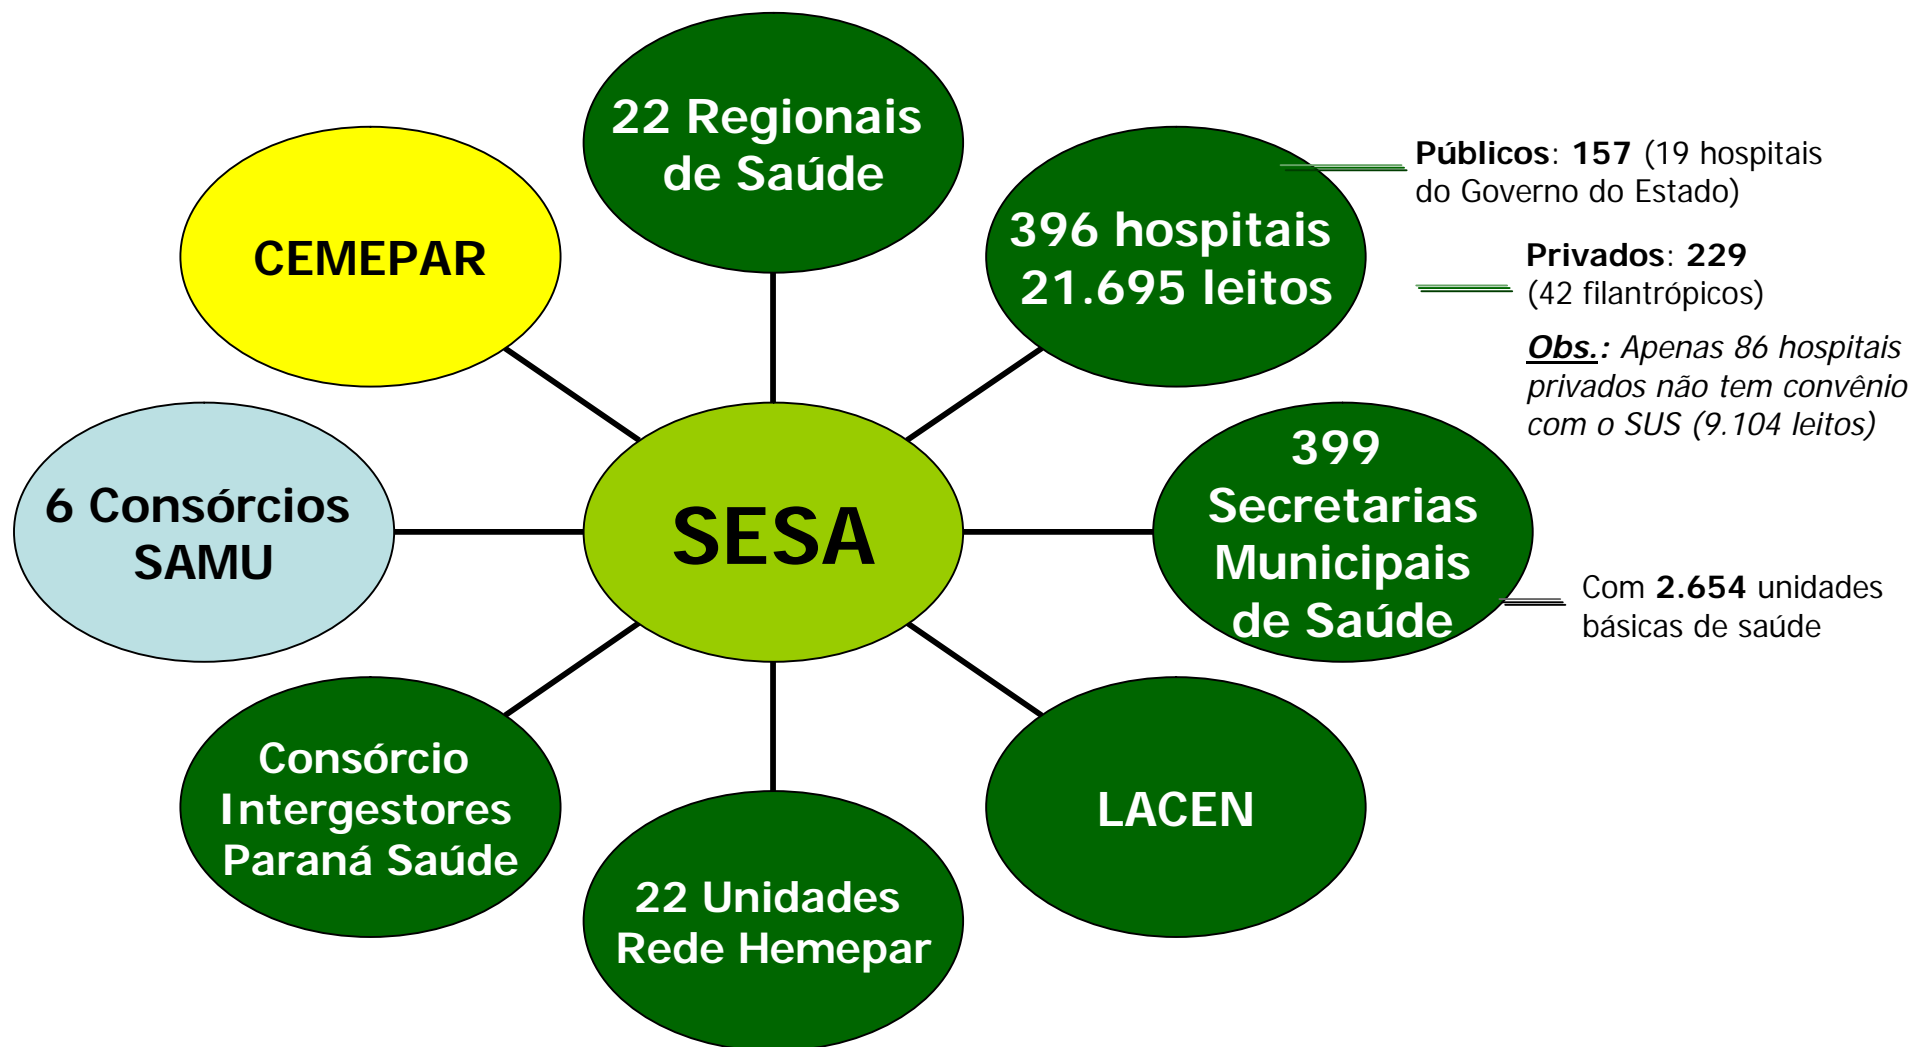 22 Regionais
de Saúde
CEMEPAR
396 hospitais
21.695 leitos
Públicos: 157 (19 hospitais
do Governo do Estado)
Privados: 229
(42 filantrópicos)
Obs.: Apenas 86 hospitais
privados não tem convênio
com o SUS (9.104 leitos)
6 Consórcios
SAMU
SESA
399
Secretarias
Municipais
de Saúde
Com 2.654 unidades
básicas de saúde
Consórcio
Intergestores
Paraná Saúde
22 Unidades
Rede Hemepar
LACEN